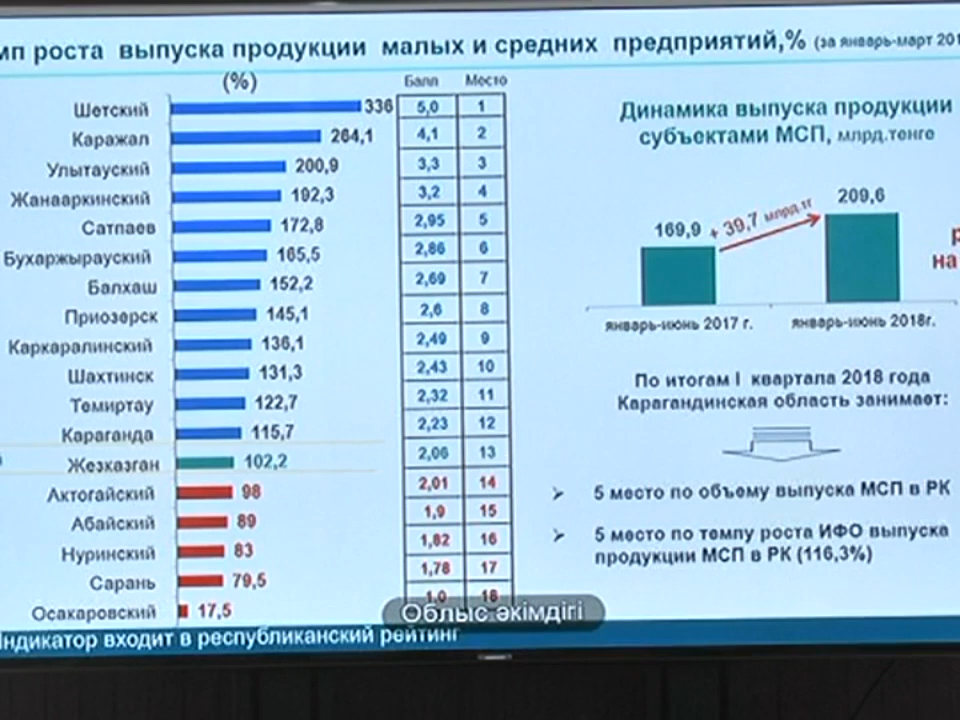 мп роста выпуска продукции малых и средних предприятий,% (за январь-март 201
(%) Балл Место
Шетский 336 5,0 1
Каражал 264,1 4,1 2
Улытауский 200,9 3,3 3
Жанааркинский 192,3 3,2 4
Сатпаев 172,8 2,95 5
Бухаржырауский 165,5 2,86 6
Балхаш 152,2 2,69 7
Приозерск 145,1 2,6 8
Каркаралинский 136,1 2,49 9
Шахтинск 131,3 2,43 10
Темиртау 122,7 2,32 11
Караганда 115,7 2,23 12
Жезказган 102,2 2,06 13
Актогайский 98 2,01 14
Абайский 89 1,9 15
Нуринский 83 1,82 16
Сарань 79,5 1,78 17
Осакаровский 17,5 1,0 18
Динамика выпуска продукции
субъектами МСП, млрд.тенге
169,9 + 39,7 млрд.тг 209,6
январь-июнь 2017 г. январь-июнь 2018г.
на
По итогам I квартала 2018 года
Карагандинская область занимает:
5 место по объему выпуска МСП в РК
5 место по темпу роста ИФО выпуска
продукции МСП в РК (116,3%)
Облыс әкімдігі
Индикатор входит в республиканский рейтинг